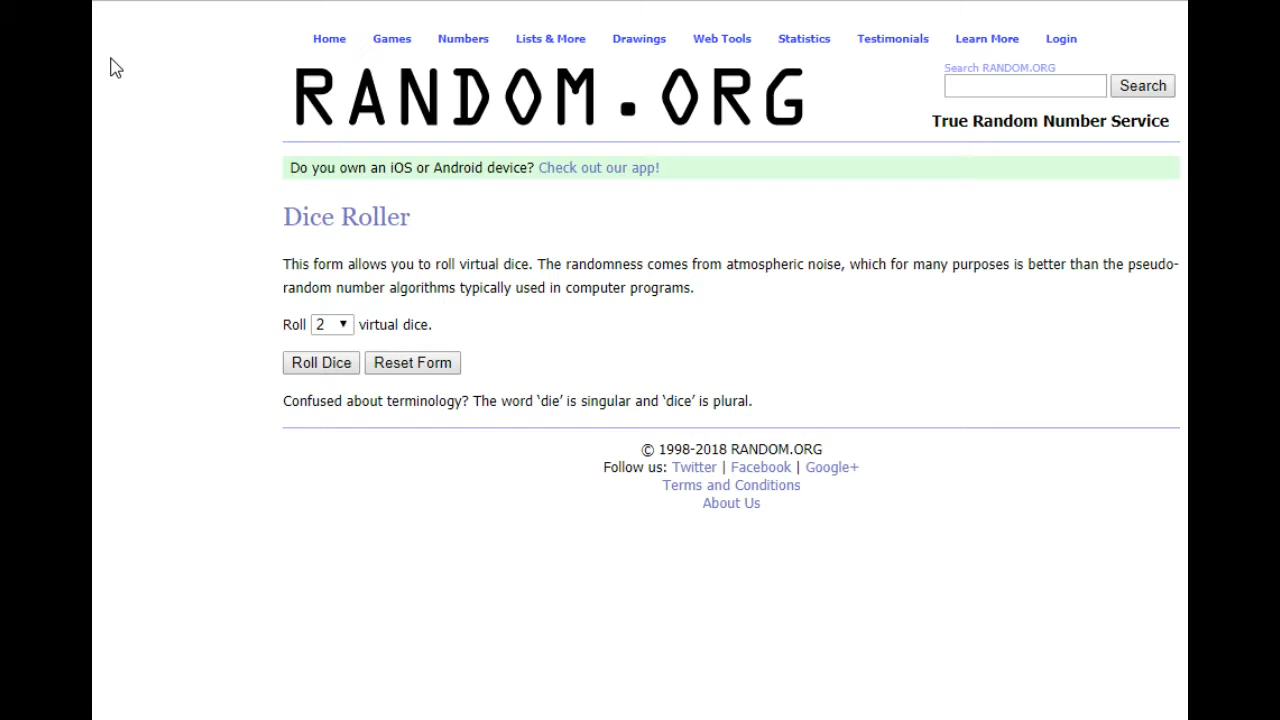 Home Games Numbers Lists & More Drawings Web Tools Statistics Testimonials Learn More Login
RANDOM.ORG
Search RANDOM.ORG
Search
True Random Number Service
Do you own an iOS or Android device? Check out our app!
Dice Roller
This form allows you to roll virtual dice. The randomness comes from atmospheric noise, which for many purposes is better than the pseudo-
random number algorithms typically used in computer programs.
Roll 2 virtual dice.
Roll Dice Reset Form
Confused about terminology? The word ‘die’ is singular and ‘dice’ is plural.
© 1998-2018 RANDOM.ORG
Follow us: Twitter | Facebook | Google+
Terms and Conditions
About Us